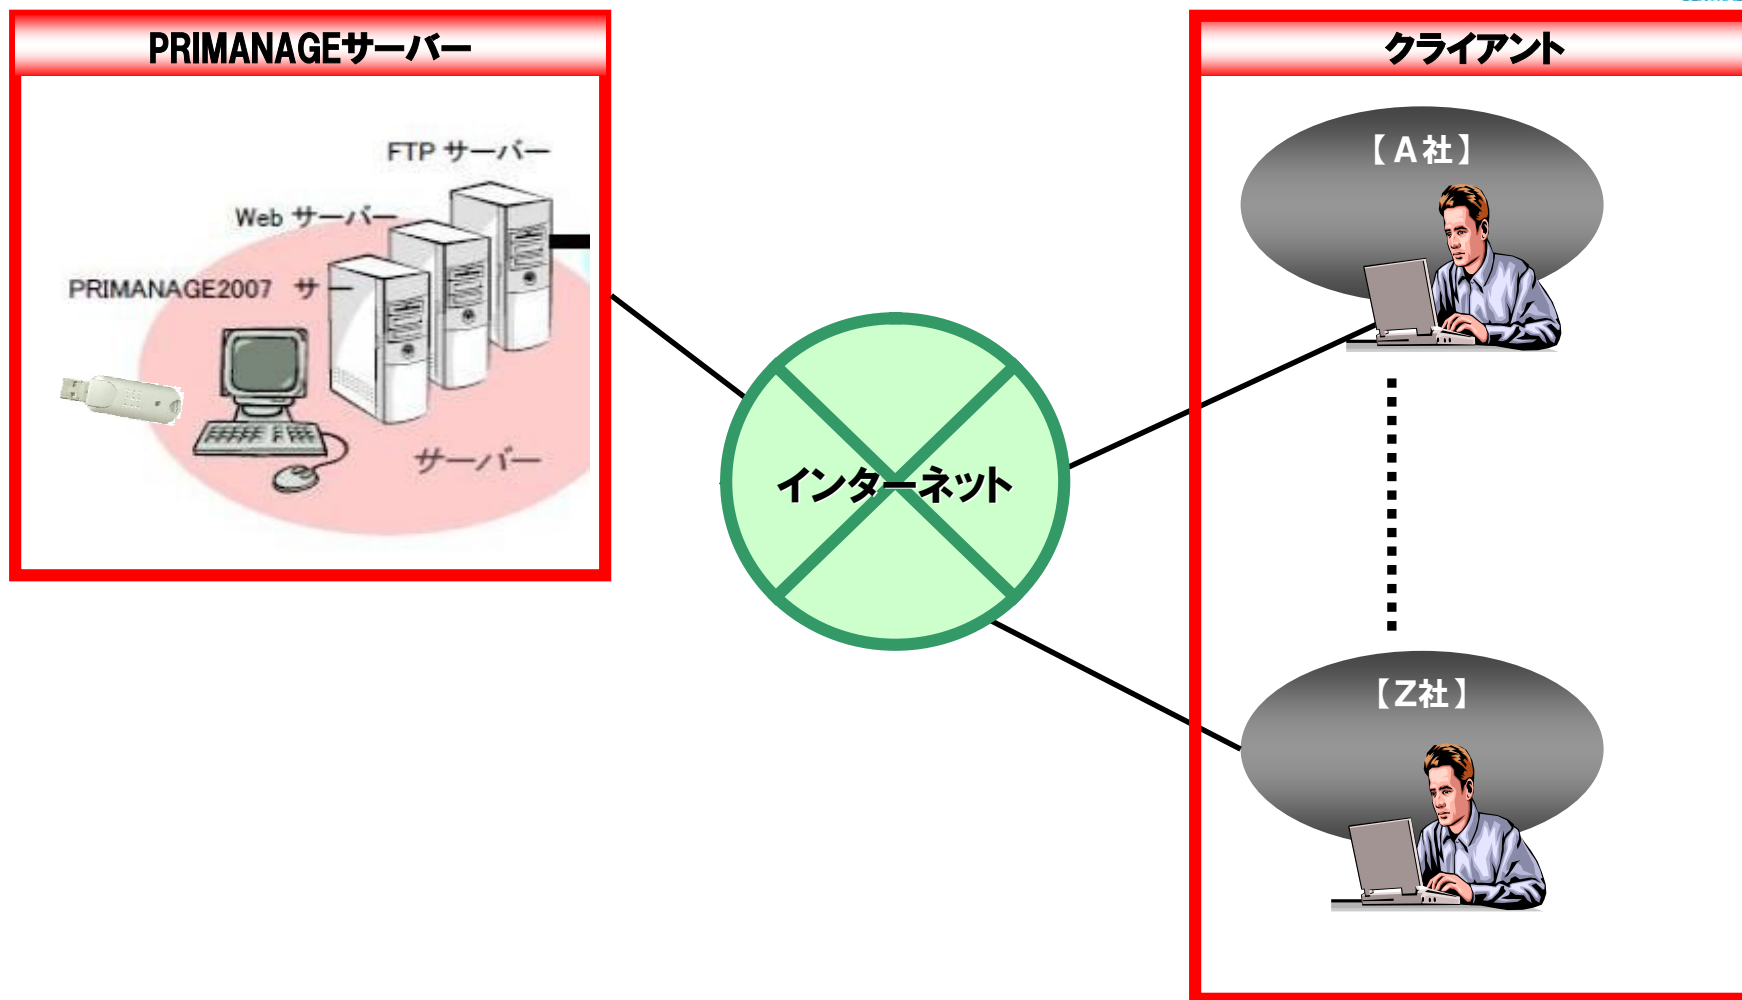 PRIMANAGEサーバー
FTP サーバー
Web サーバー
PRIMANAGE2007 サー
サーバー
インターネット
クライアント
【A社】
【Z社】